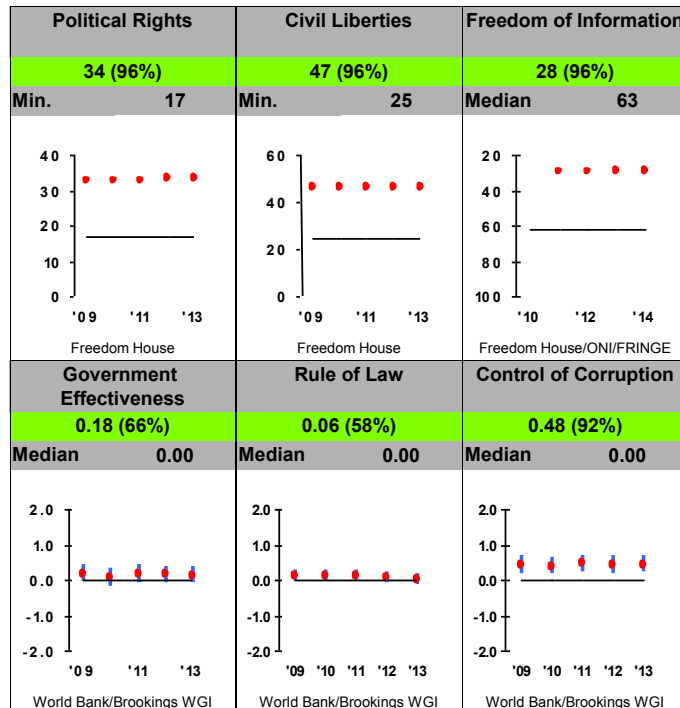 Political Rights
34 (96%)
Min. 17
40
30
20
10
0
'09 '11 '13
Freedom House
Civil Liberties
47 (96%)
Min. 25
60
40
20
0
'09 '11 '13
Freedom House
Freedom of Information
28 (96%)
Median 63
20
40
60
80
100
'10 '12 '14
Freedom House/ONI/FRINGE
Government
Effectiveness
0.18 (66%)
Median 0.00
2.0
1.0
0.0
-1.0
-2.0
'09 '11 '13
World Bank/Brookings WGI
Rule of Law
0.06 (58%)
Median 0.00
2.0
1.0
0.0
-1.0
-2.0
'09 '10 '11 '12 '13
World Bank/Brookings WGI
Control of Corruption
0.48 (92%)
Median 0.00
2.0
1.0
0.0
-1.0
-2.0
'09 '10 '11 '12 '13
World Bank/Brookings WGI